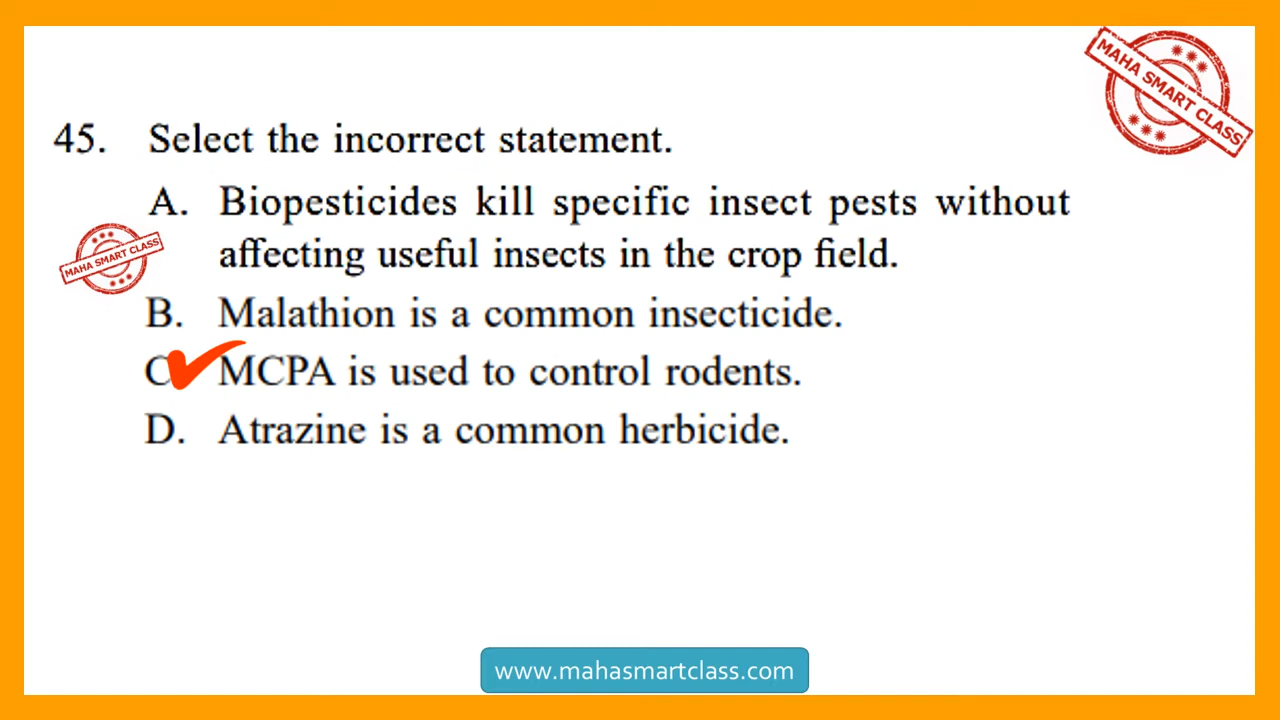 MAHA SMART CLASS
45. Select the incorrect statement.
A. Biopesticides kill specific insect pests without
affecting useful insects in the crop field.
MAHA SMART CLASS
B. Malathion is a common insecticide.
C MCPA is used to control rodents.
D. Atrazine is a common herbicide.
www.mahasmartclass.com